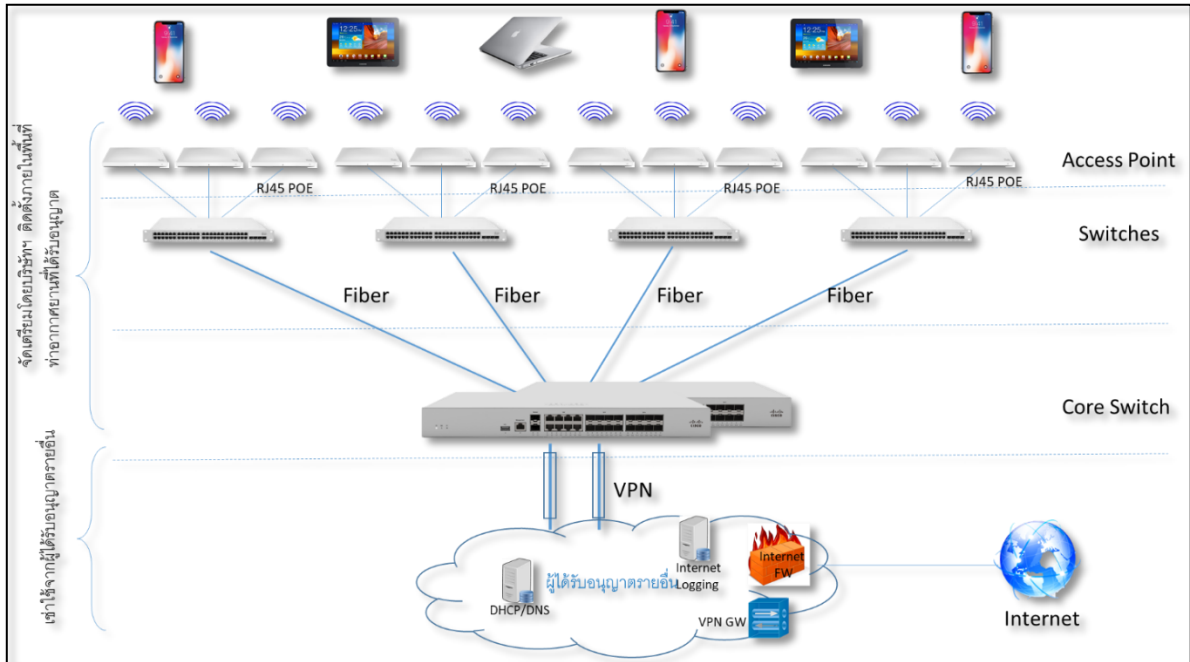 จัดเตรียมโดยบริษัทฯ ติดตั้งภายในพื้นที่
ท่าอากาศยานที่ได้รับอนุญาต
Access Point
RJ45 POE
RJ45 POE
RJ45 POE
RJ45 POE
Switches
Fiber
Fiber
Fiber
Fiber
Core Switch
เช่าใช้จากผู้ได้รับอนุญาตรายอื่น
VPN
Internet
Logging
Internet
FW
ผู้ได้รับอนุญาตรายอื่น
DHCP/DNS
VPN GW
Internet